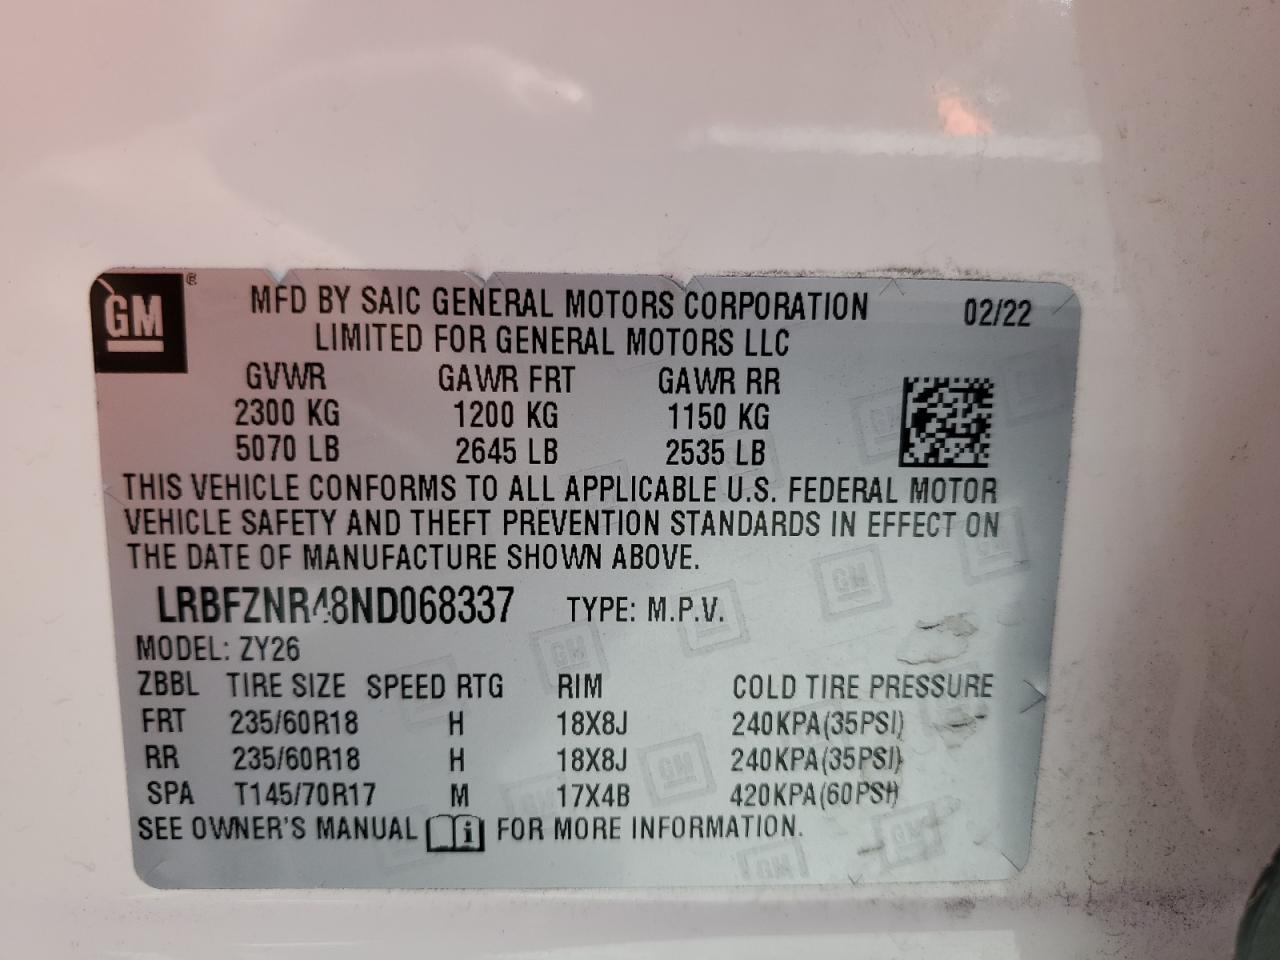 GM ®
MFD BY SAIC GENERAL MOTORS CORPORATION 02/22
LIMITED FOR GENERAL MOTORS LLC
GVWR GAWR FRT GAWR RR
2300 KG 1200 KG 1150 KG
5070 LB 2645 LB 2535 LB
THIS VEHICLE CONFORMS TO ALL APPLICABLE U.S. FEDERAL MOTOR
VEHICLE SAFETY AND THEFT PREVENTION STANDARDS IN EFFECT ON
THE DATE OF MANUFACTURE SHOWN ABOVE.
LRBFZNR48ND068337 TYPE: M.P.V.
MODEL: ZY26
ZBBL TIRE SIZE SPEED RTG RIM COLD TIRE PRESSURE
FRT 235/60R18 H 18X8J 240KPA(35PSI)
RR 235/60R18 H 18X8J 240KPA(35PSI)
SPA T145/70R17 M 17X4B 420KPA(60PSI)
SEE OWNER'S MANUAL i FOR MORE INFORMATION.